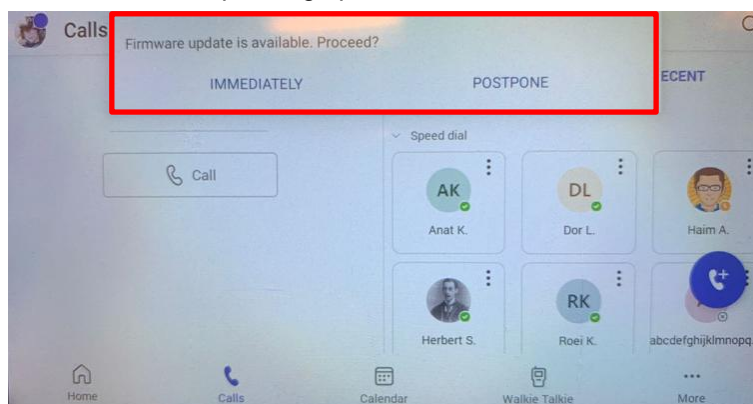 Calls
Firmware update is available. Proceed?
IMMEDIATELY POSTPONE
ECENT
Speed dial
Call
AK DL
Anat K. Dor L. Haim A.
RK
Herbert S. Roei K. abcdefghijklmnopq.
Home Calls Calendar Walkie Talkie More